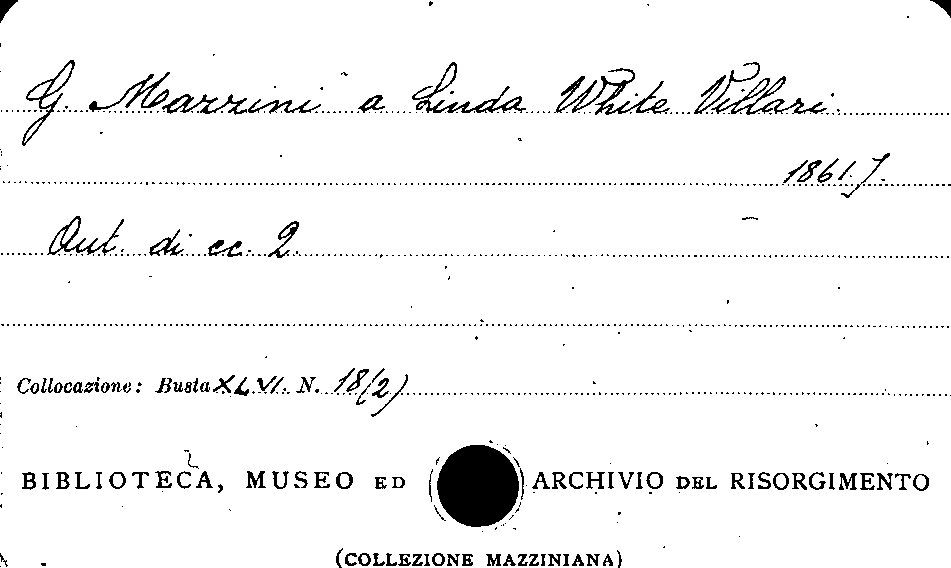 G. Mazzini a Linda White Villari.
1861.].
Aut. di cc. 2.
Collocazione: Busta XLVI. N. 18(2)
BIBLIOTECA, MUSEO ED ARCHIVIO DEL RISORGIMENTO
(COLLEZIONE MAZZINIANA)